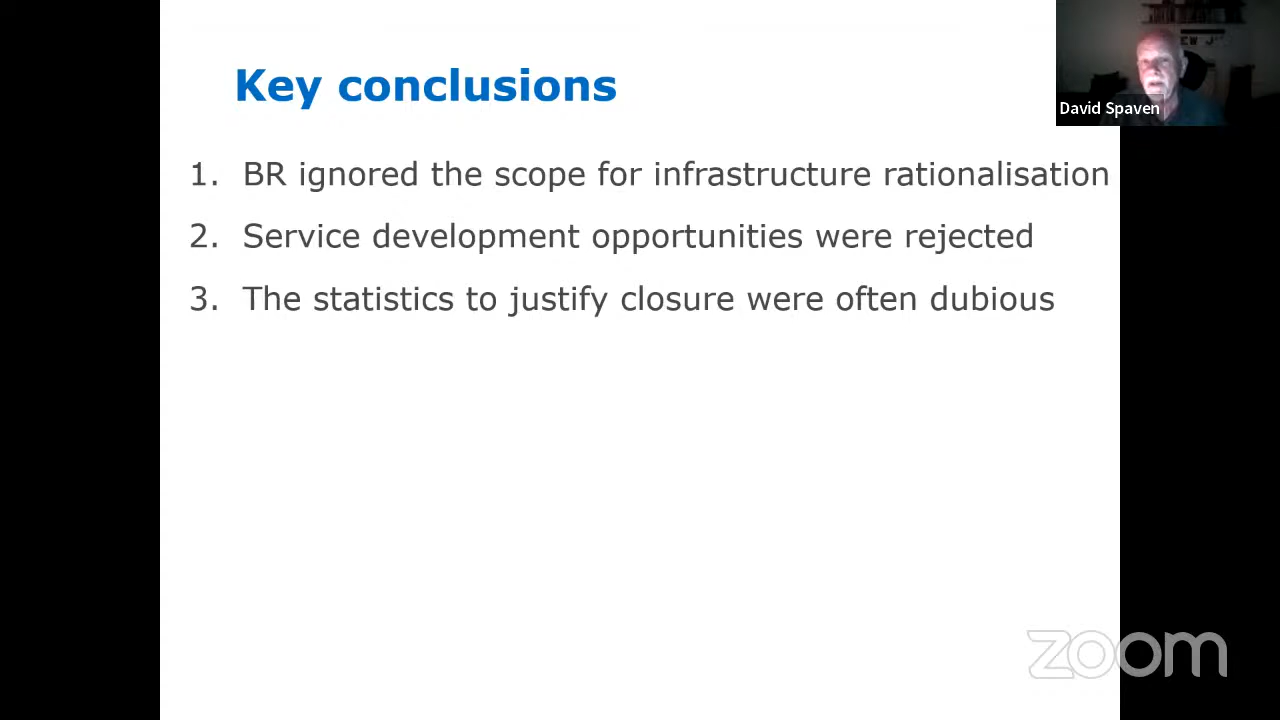 Key conclusions
David Spaven
1. BR ignored the scope for infrastructure rationalisation
2. Service development opportunities were rejected
3. The statistics to justify closure were often dubious
zoom